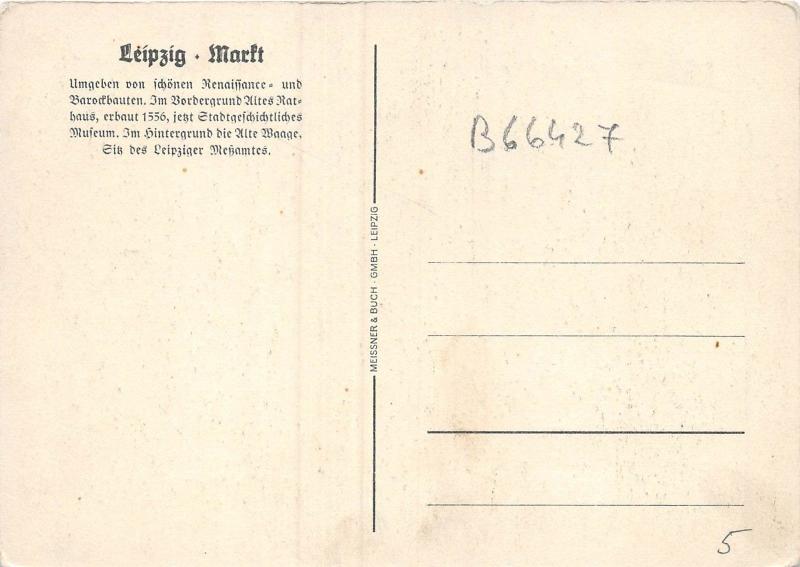 Leipzig · Markt
Umgeben von schönen Renaissance- und
Barockbauten. Im Vordergrund Altes Rat-
haus, erbaut 1556, jetzt Stadtgeschichtliches
Museum. Im Hintergrund die Alte Waage,
Sitz des Leipziger Meßamtes.
MEISSNER & BUCH · GMBH · LEIPZIG
B66427
5